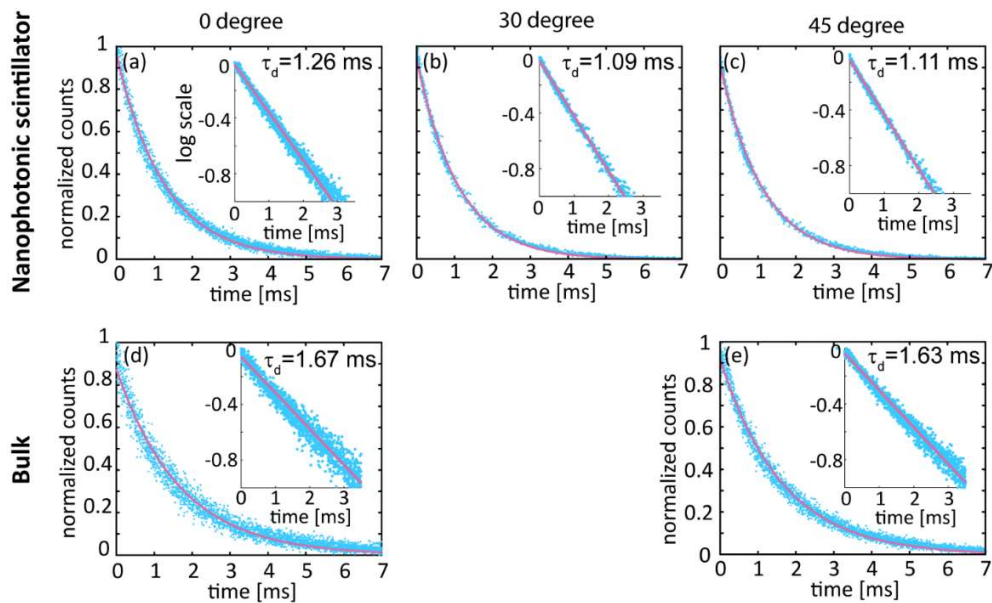 0 degree
30 degree
45 degree
Nanophotonic scintillator
normalized counts
1
0.8
0.6
0.4
0.2
0
(a)
τd=1.26 ms
log scale
0
-0.4
-0.8
0 1 2 3
time [ms]
0 1 2 3 4 5 6 7
time [ms]
(b)
τd=1.09 ms
0
-0.4
-0.8
0 1 2 3
time [ms]
0 1 2 3 4 5 6 7
time [ms]
(c)
τd=1.11 ms
0
-0.4
-0.8
0 1 2 3
time [ms]
0 1 2 3 4 5 6 7
time [ms]
Bulk
normalized counts
1
0.8
0.6
0.4
0.2
0
(d)
τd=1.67 ms
0
-0.4
-0.8
0 1 2 3
time [ms]
0 1 2 3 4 5 6 7
time [ms]
normalized counts
1
0.8
0.6
0.4
0.2
0
(e)
τd=1.63 ms
0
-0.4
-0.8
0 1 2 3
time [ms]
0 1 2 3 4 5 6 7
time [ms]